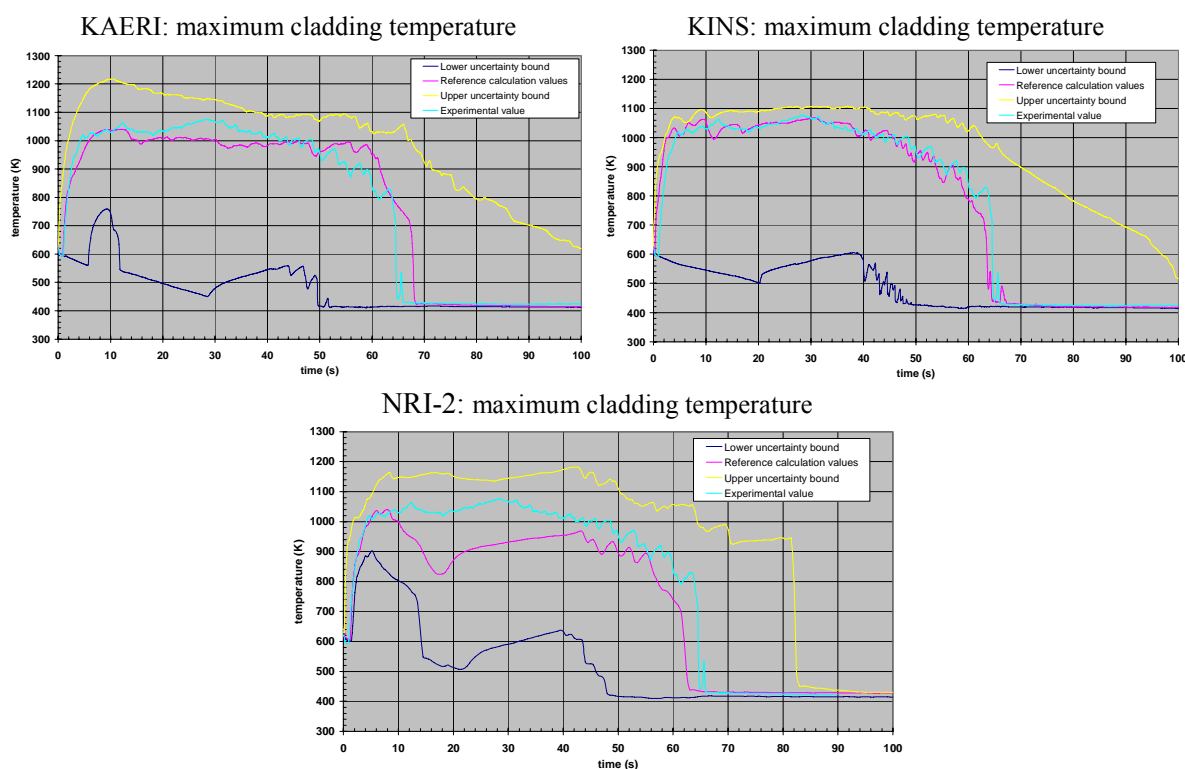 KAERI: maximum cladding temperature
1300
1200
1100
1000
900
800
700
600
500
400
300
temperature (K)
0 10 20 30 40 50 60 70 80 90 100
time (s)
Lower uncertainty bound
Reference calculation values
Upper uncertainty bound
Experimental value
KINS: maximum cladding temperature
1300
1200
1100
1000
900
800
700
600
500
400
300
temperature (K)
0 10 20 30 40 50 60 70 80 90 100
time (s)
Lower uncertainty bound
Reference calculation values
Upper uncertainty bound
Experimental value
NRI-2: maximum cladding temperature
1300
1200
1100
1000
900
800
700
600
500
400
300
temperature (K)
0 10 20 30 40 50 60 70 80 90 100
time (s)
Lower uncertainty bound
Reference calculation values
Upper uncertainty bound
Experimental value